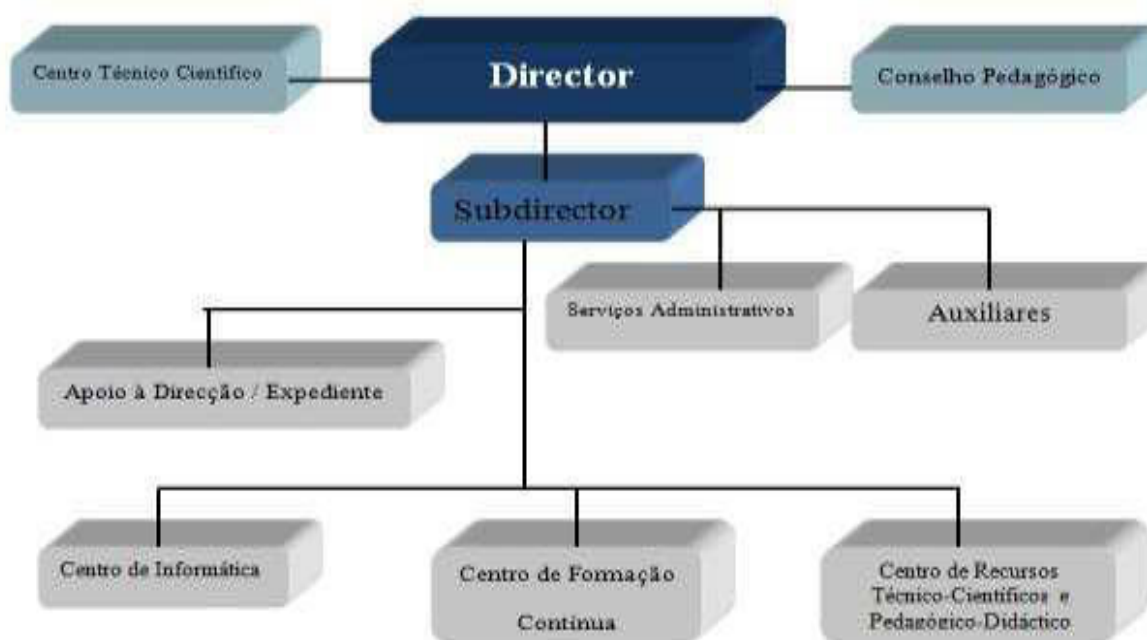 Centro Técnico Científico
Director
Conselho Pedagógico
Subdirector
Serviços Administrativos
Auxiliares
Apoio à Direcção / Expediente
Centro de Informática
Centro de Formação
Contínua
Centro de Recursos
Técnico-Científicos e
Pedagógico-Didáctico